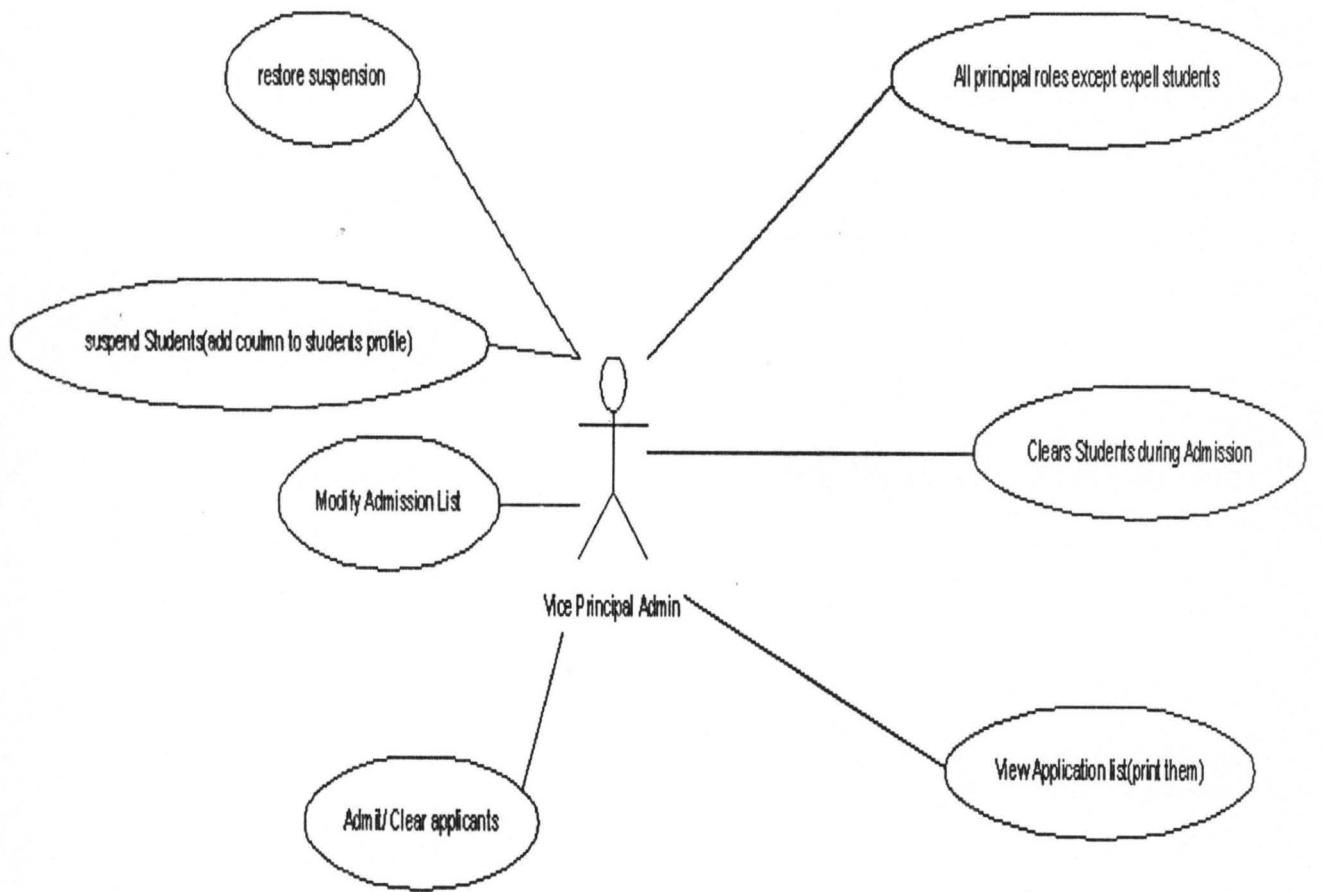 restore suspension
All principal roles except expell students
suspend Students(add coulmn to students profile)
Clears Students during Admission
Modify Admission List
Vice Principal Admin
View Application list(print them)
Admit/ Clear applicants